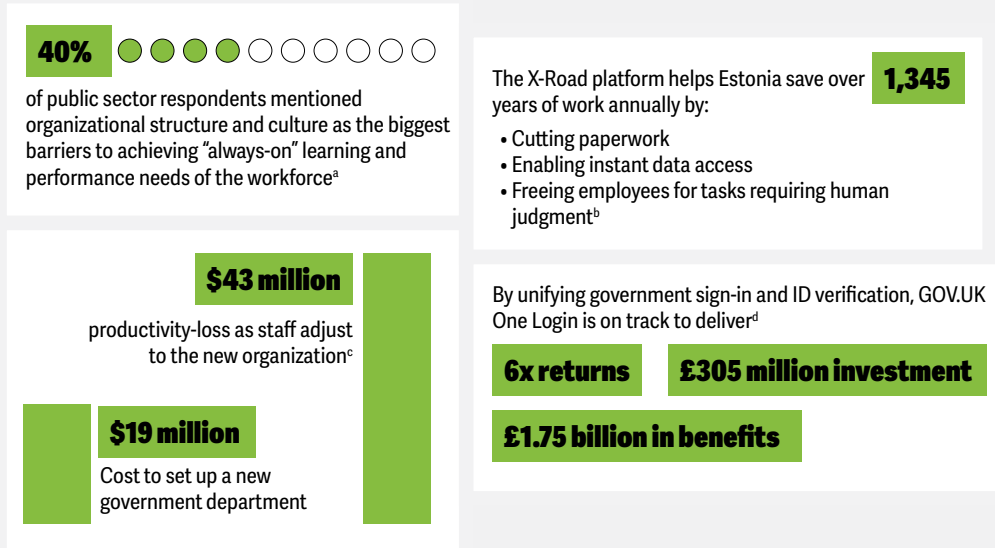 40%
of public sector respondents mentioned
organizational structure and culture as the biggest
barriers to achieving “always-on” learning and
performance needs of the workforceᵃ
$43 million
productivity-loss as staff adjust
to the new organizationᶜ
$19 million
Cost to set up a new
government department
The X-Road platform helps Estonia save over 1,345
years of work annually by:
• Cutting paperwork
• Enabling instant data access
• Freeing employees for tasks requiring human
judgmentᵇ
By unifying government sign-in and ID verification, GOV.UK
One Login is on track to deliverᵈ
6x returns £305 million investment
£1.75 billion in benefits